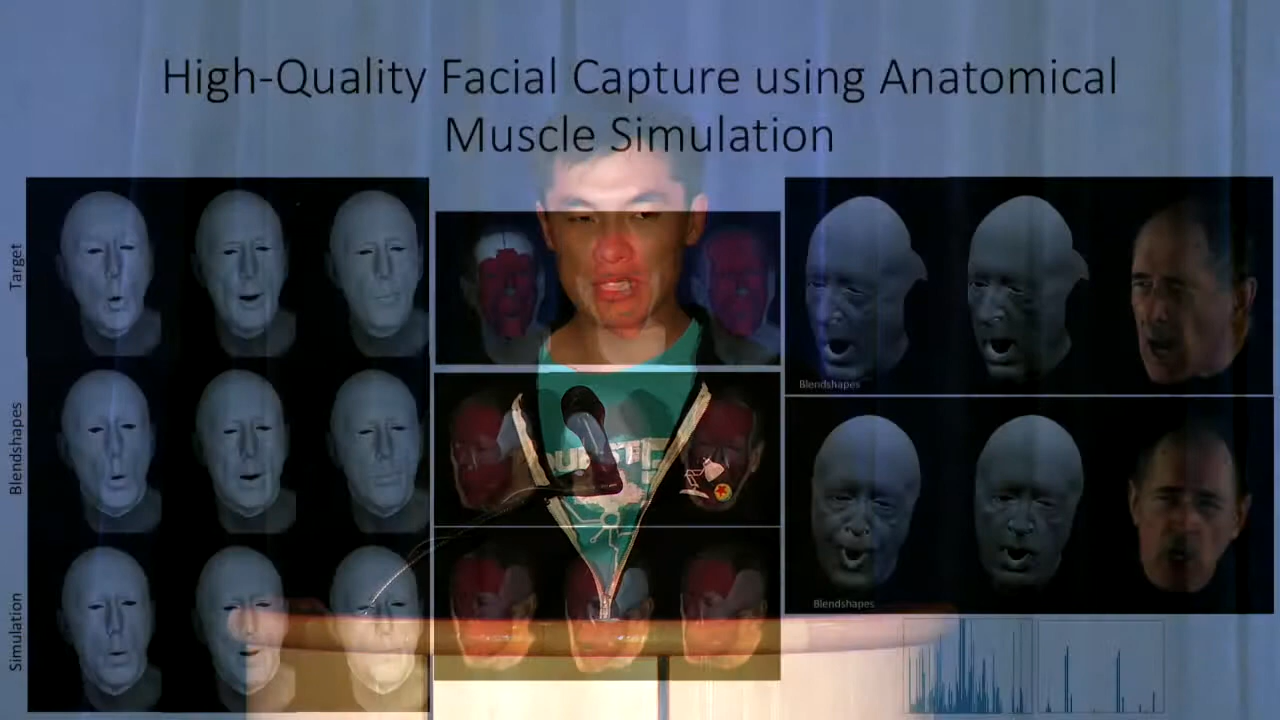 High-Quality Facial Capture using Anatomical
Muscle Simulation
Target
Blendshapes
Simulation
Blendshapes
Blendshapes